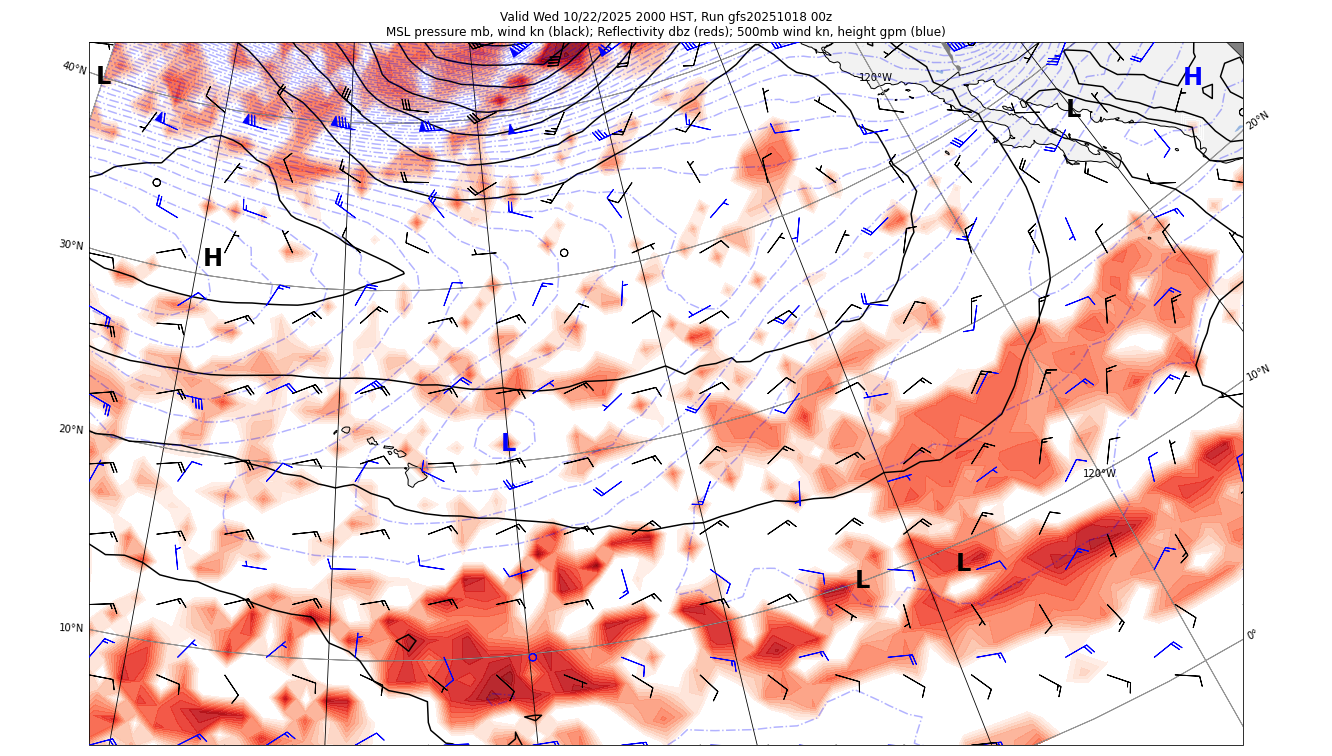 Valid Wed 10/22/2025 2000 HST, Run gfs20251018 00z
MSL pressure mb, wind kn (black); Reflectivity dbz (reds); 500mb wind kn, height gpm (blue)
40°N
L
120°W
H
L
20°N
30°N
H
10°N
20°N
L
120°W
L
L
10°N
0°